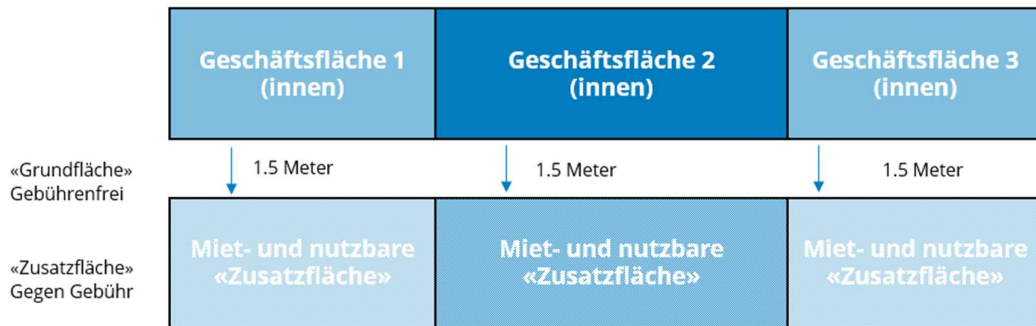 Geschäftsfläche 1
(innen)
Geschäftsfläche 2
(innen)
Geschäftsfläche 3
(innen)
«Grundfläche»
Gebührenfrei
1.5 Meter
1.5 Meter
1.5 Meter
«Zusatzfläche»
Gegen Gebühr
Miet- und nutzbare
«Zusatzfläche»
Miet- und nutzbare
«Zusatzfläche»
Miet- und nutzbare
«Zusatzfläche»